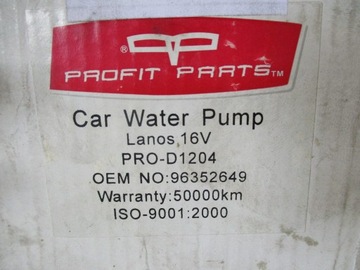 ®
PROFIT PARTS™
Car Water Pump
Lanos,16V
PRO-D1204
OEM NO:96352649
Warranty:50000km
ISO-9001:2000